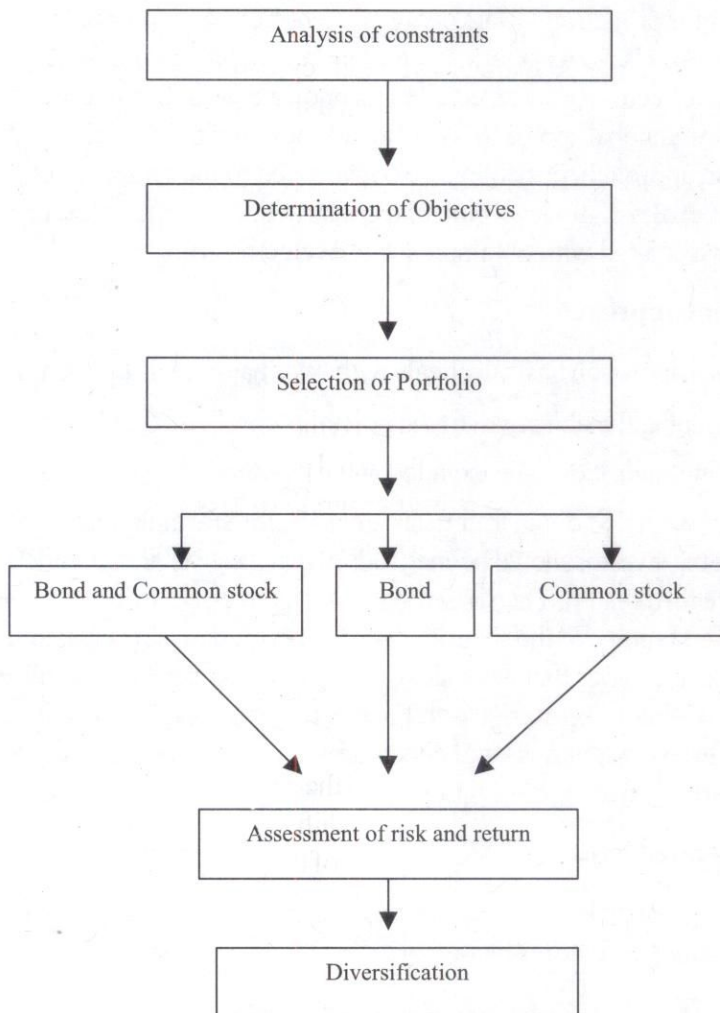 Analysis of constraints
Determination of Objectives
Selection of Portfolio
Bond and Common stock
Bond
Common stock
Assessment of risk and return
Diversification